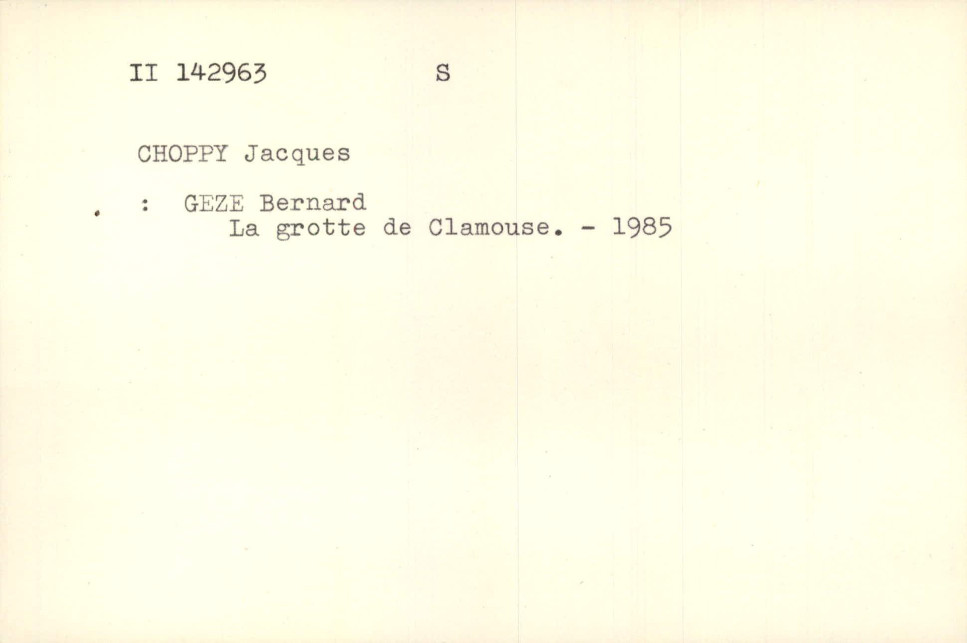 II 142963 S
CHOPPY Jacques
: GEZE Bernard
La grotte de Clamouse. - 1985